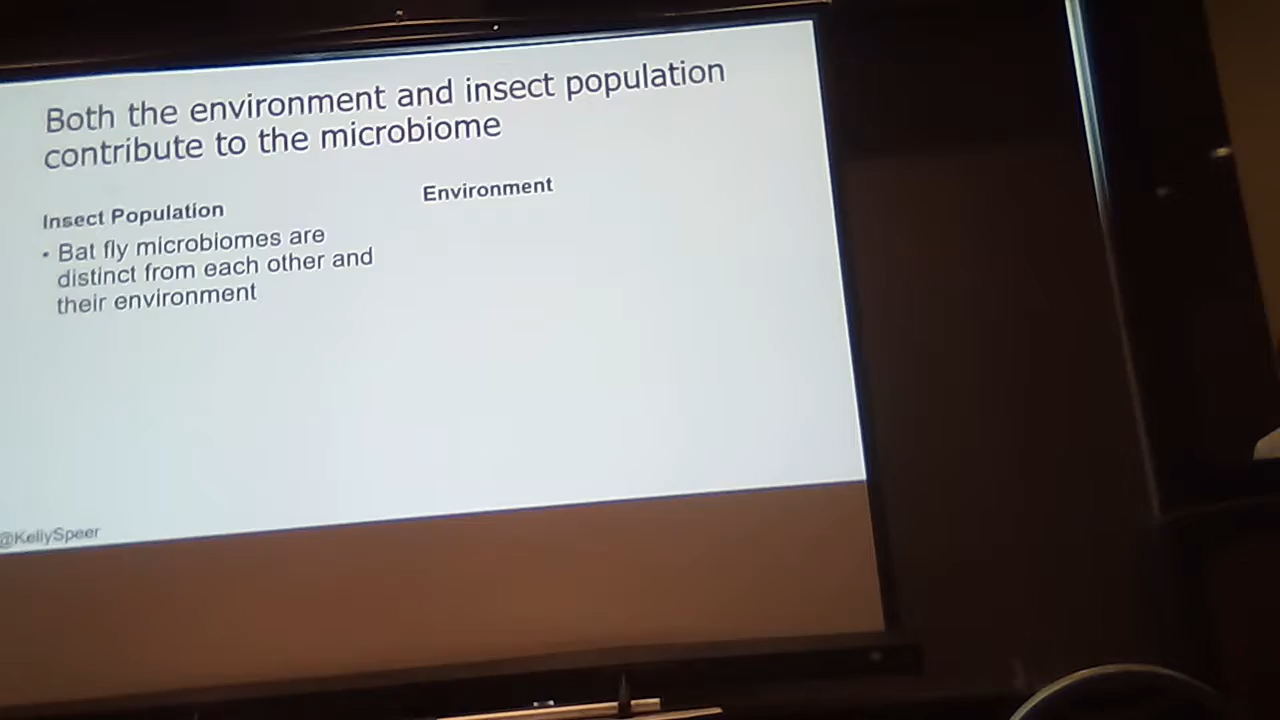 Both the environment and insect population
contribute to the microbiome
Insect Population
• Bat fly microbiomes are
distinct from each other and
their environment
Environment
@KellySpeer